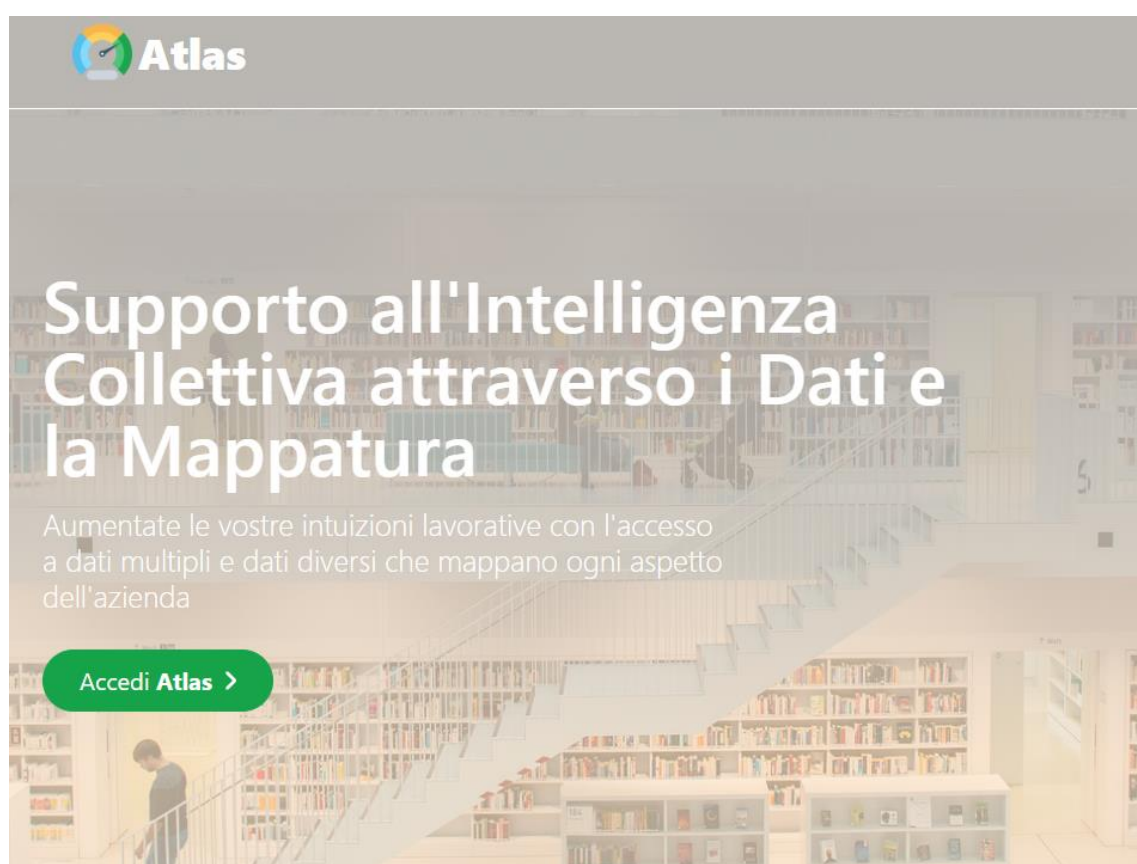 Atlas
Supporto all'Intelligenza
Collettiva attraverso i Dati e
la Mappatura
Aumentate le vostre intuizioni lavorative con l'accesso
a dati multipli e dati diversi che mappano ogni aspetto
dell'azienda
Accedi Atlas >